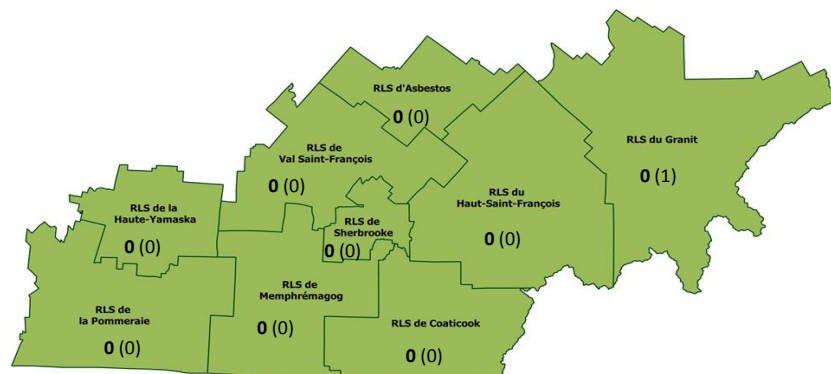 RLS d'Asbestos
0 (0)
RLS du Granit
0 (1)
RLS de
Val Saint-François
0 (0)
RLS du
Haut-Saint-François
0 (0)
RLS de la
Haute-Yamaska
0 (0)
RLS de
Sherbrooke
0 (0)
RLS de
Memphrémagog
0 (0)
RLS de
la Pommeraie
0 (0)
RLS de Coaticook
0 (0)